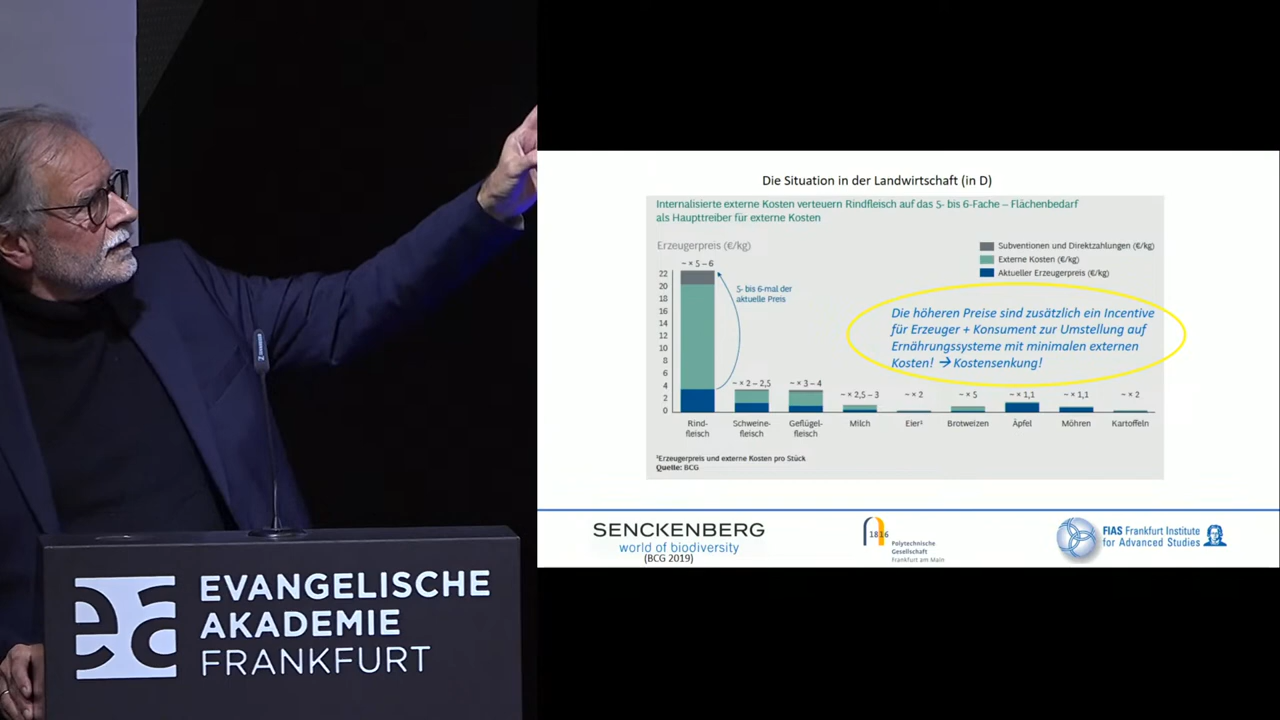 EVANGELISCHE
AKADEMIE
FRANKFURT
Die Situation in der Landwirtschaft (in D)
Internalisierte externe Kosten verteuern Rindfleisch auf das 5- bis 6-Fache – Flächenbedarf
als Haupttreiber für externe Kosten
Erzeugerpreis (€/kg)
Subventionen und Direktzahlungen (€/kg)
Externe Kosten (€/kg)
Aktueller Erzeugerpreis (€/kg)
~ × 5 – 6
22
20
18
16
14
12
10
8
6
4
2
0
5- bis 6-mal der
aktuelle Preis
Die höheren Preise sind zusätzlich ein Incentive
für Erzeuger + Konsument zur Umstellung auf
Ernährungssysteme mit minimalen externen
Kosten! → Kostensenkung!
~ × 2 – 2,5 ~ × 3 – 4 ~ × 2,5 – 3 ~ × 2 ~ × 5 ~ × 1,1 ~ × 1,1 ~ × 2
Rind- Schweine- Geflügel- Milch Eier¹ Brotweizen Äpfel Möhren Kartoffeln
fleisch fleisch fleisch
¹Erzeugerpreis und externe Kosten pro Stück
Quelle: BCG
SENCKENBERG
world of biodiversity
(BCG 2019)
1816
Polytechnische
Gesellschaft
Frankfurt am Main
FIAS Frankfurt Institute
for Advanced Studies